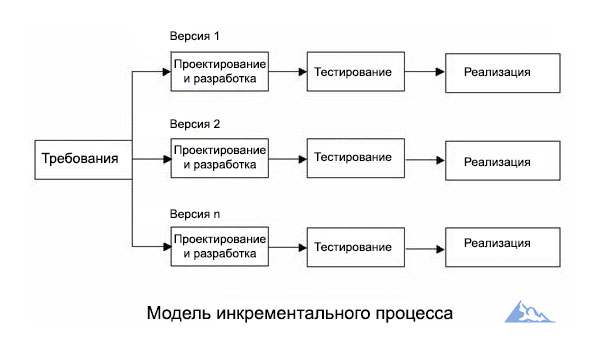 Версия 1
Проектирование
и разработка
Тестирование
Реализация
Версия 2
Требования
Проектирование
и разработка
Тестирование
Реализация
Версия n
Проектирование
и разработка
Тестирование
Реализация
Модель инкрементального процесса